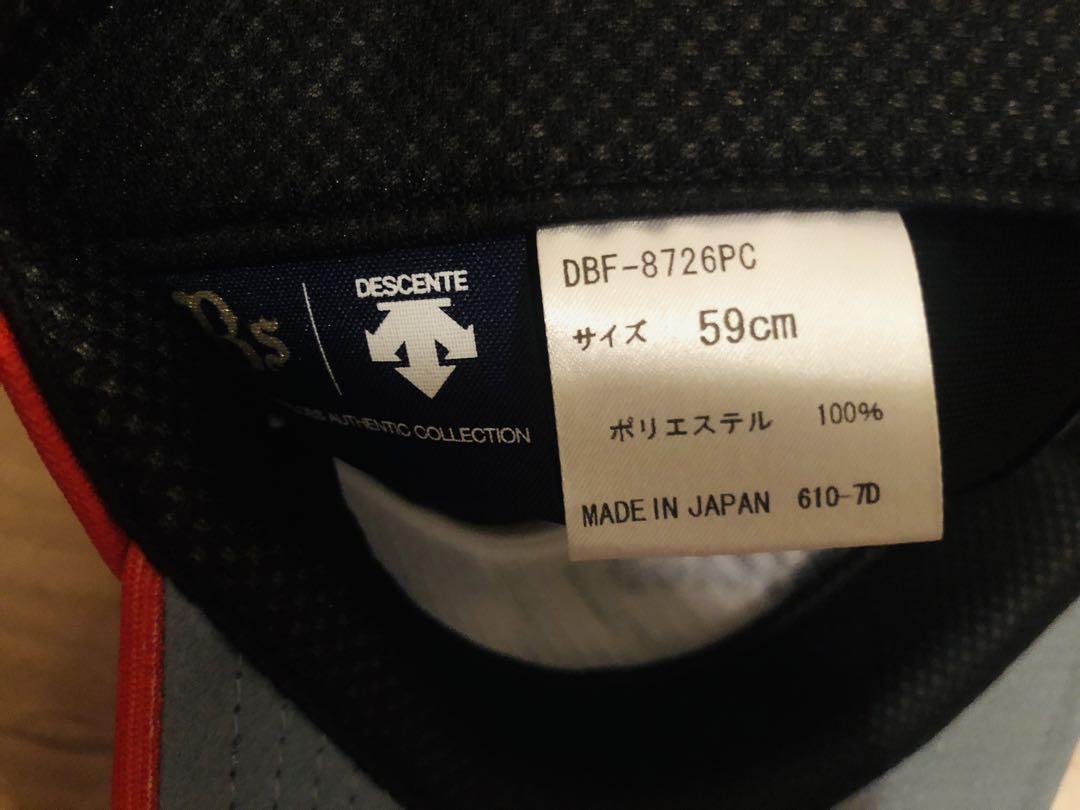 Bs
DESCENTE
AUTHENTIC COLLECTION
DBF-8726PC
サイズ 59cm
ポリエステル 100%
MADE IN JAPAN 610-7D